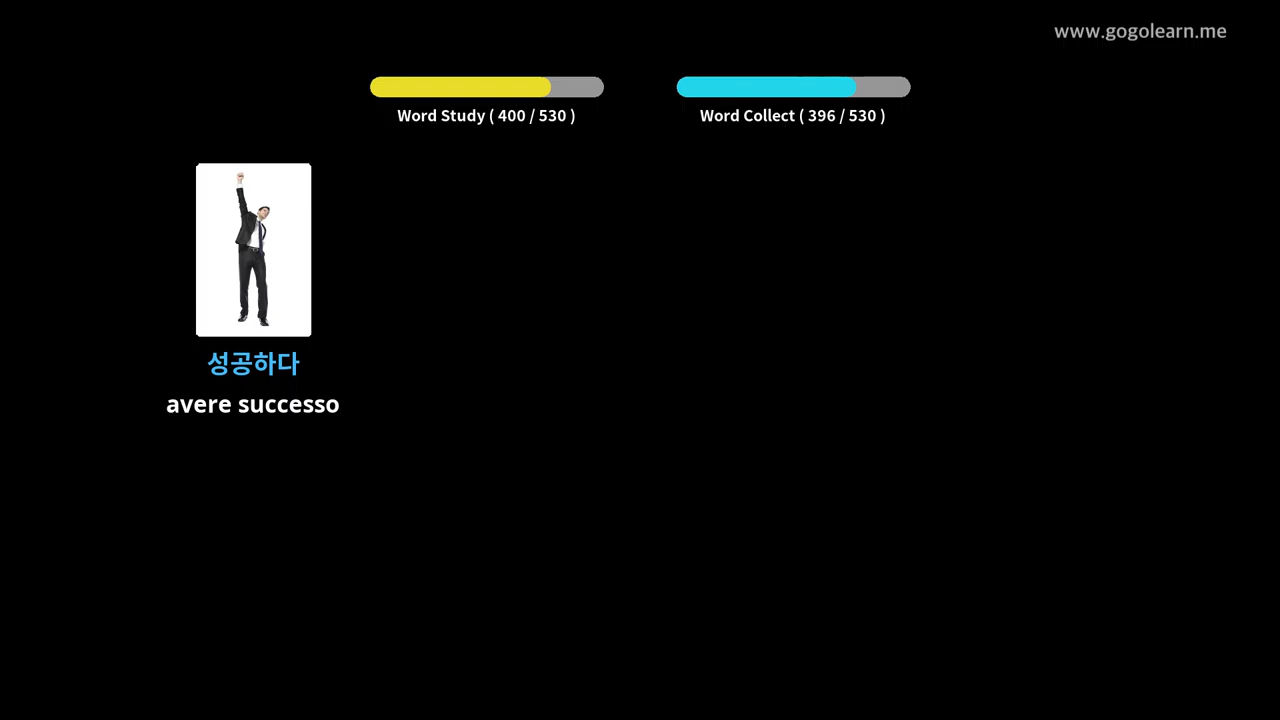 www.gogolearn.me
Word Study ( 400 / 530 )
Word Collect ( 396 / 530 )
성공하다
avere successo